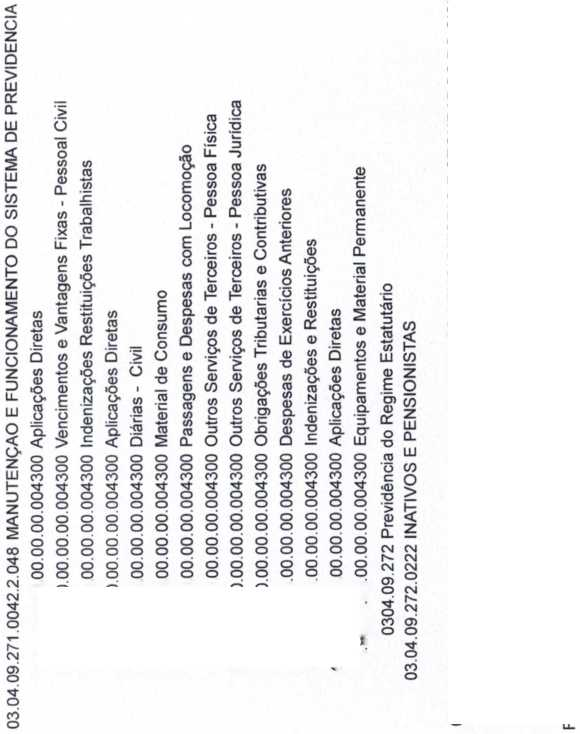 03.04.09.271.0042.2.048 MANUTENÇAO E FUNCIONAMENTO DO SISTEMA DE PREVIDENCIA
00.00.00.004300 Aplicações Diretas
).00.00.00.004300 Vencimentos e Vantagens Fixas - Pessoal Civil
00.00.00.004300 Indenizações Restituições Trabalhistas
).00.00.00.004300 Aplicações Diretas
00.00.00.004300 Diárias - Civil
00.00.00.004300 Material de Consumo
00.00.00.004300 Passagens e Despesas com Locomoção
00.00.00.004300 Outros Serviços de Terceiros - Pessoa Física
).00.00.00.004300 Outros Serviços de Terceiros - Pessoa Jurídica
).00.00.00.004300 Obrigações Tributarias e Contributivas
.00.00.00.004300 Despesas de Exercícios Anteriores
.00.00.00.004300 Indenizações e Restituições
00.00.00.004300 Aplicações Diretas
.00.00.00.004300 Equipamentos e Material Permanente
0304.09.272 Previdência do Regime Estatutário
03.04.09.272.0222 INATIVOS E PENSIONISTAS
F